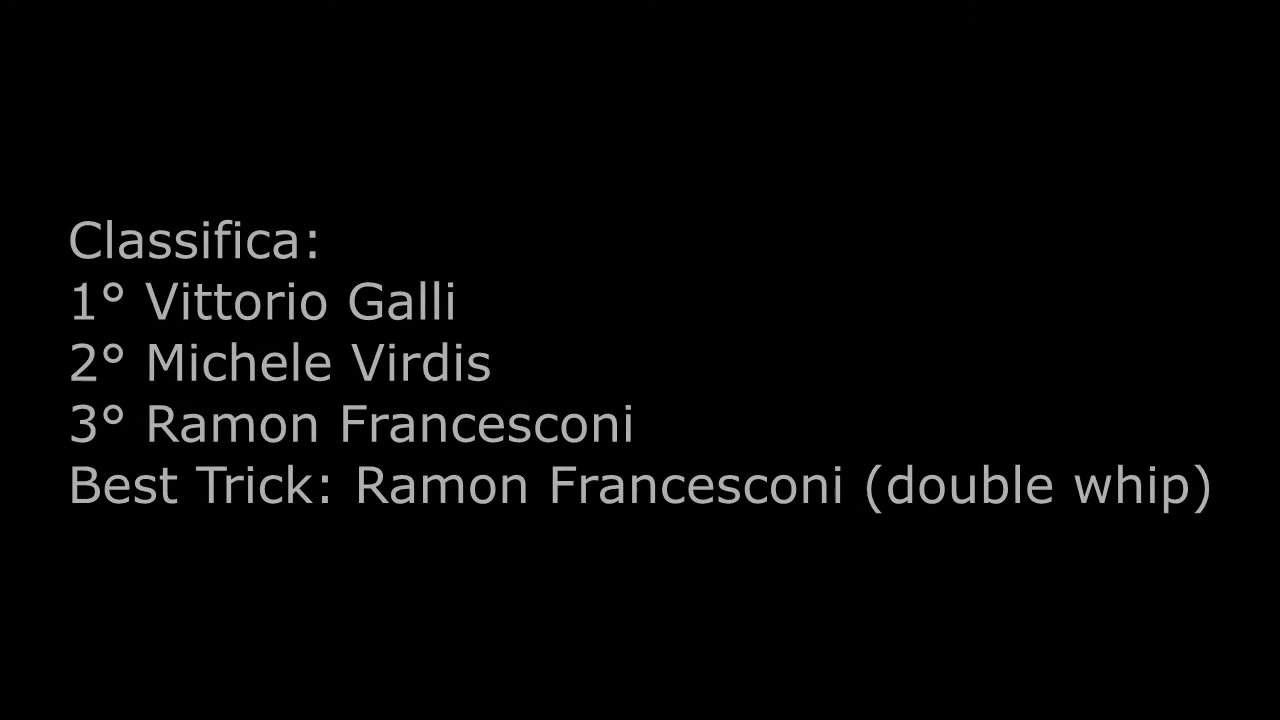 Classifica:
1° Vittorio Galli
2° Michele Virdis
3° Ramon Francesconi
Best Trick: Ramon Francesconi (double whip)